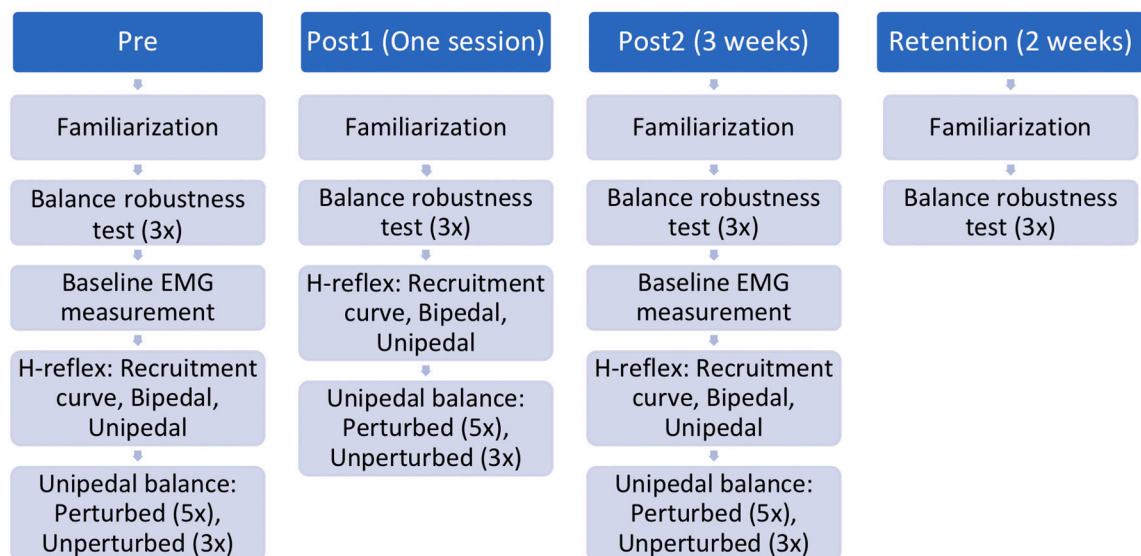 Pre
Familiarization
Balance robustness
test (3x)
Baseline EMG
measurement
H-reflex: Recruitment
curve, Bipedal,
Unipedal
Unipedal balance:
Perturbed (5x),
Unperturbed (3x)
Post1 (One session)
Familiarization
Balance robustness
test (3x)
H-reflex: Recruitment
curve, Bipedal,
Unipedal
Unipedal balance:
Perturbed (5x),
Unperturbed (3x)
Post2 (3 weeks)
Familiarization
Balance robustness
test (3x)
Baseline EMG
measurement
H-reflex: Recruitment
curve, Bipedal,
Unipedal
Unipedal balance:
Perturbed (5x),
Unperturbed (3x)
Retention (2 weeks)
Familiarization
Balance robustness
test (3x)